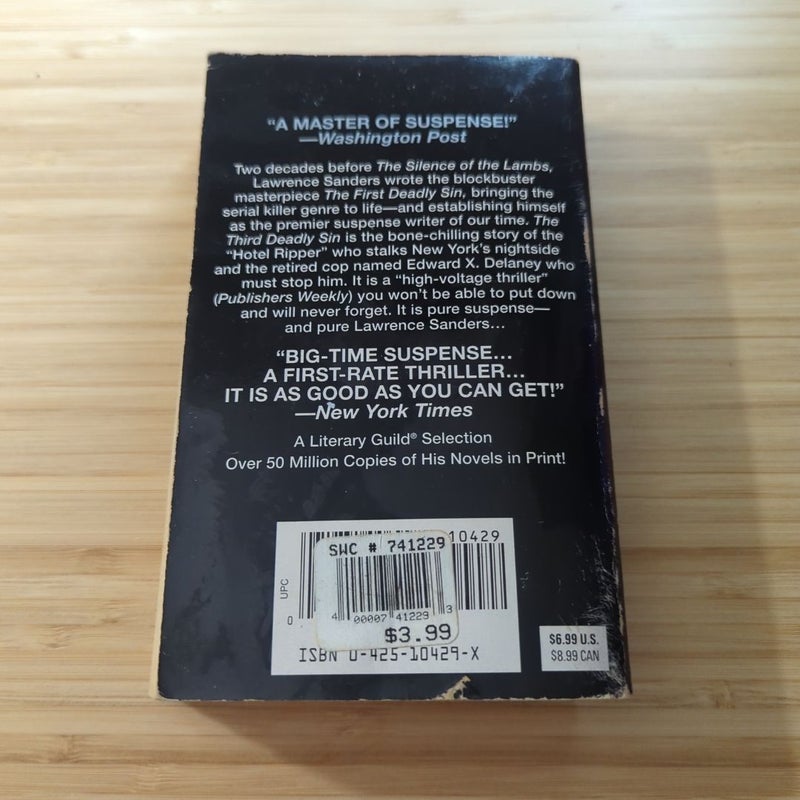 “A MASTER OF SUSPENSE!”
—Washington Post
Two decades before The Silence of the Lambs,
Lawrence Sanders wrote the blockbuster
masterpiece The First Deadly Sin, bringing the
serial killer genre to life—and establishing himself
as the premier suspense writer of our time. The
Third Deadly Sin is the bone-chilling story of the
“Hotel Ripper” who stalks New York's nightside
and the retired cop named Edward X. Delaney who
must stop him. It is a “high-voltage thriller”
(Publishers Weekly) you won't be able to put down
and will never forget. It is pure suspense—
and pure Lawrence Sanders...
“BIG-TIME SUSPENSE...
A FIRST-RATE THRILLER...
IT IS AS GOOD AS YOU CAN GET!”
—New York Times
A Literary Guild® Selection
Over 50 Million Copies of His Novels in Print!
10429
SWC # 741229
UPC
0
4 00007 41229 3
$3.99
ISBN 0-425-10429-X
$6.99 U.S.
$8.99 CAN